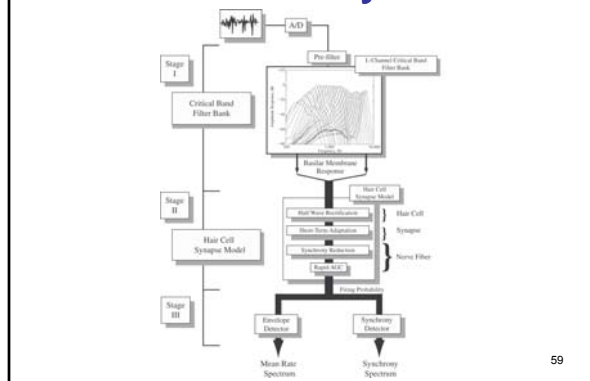 A/D
Pre-filter
L-Channel Critical Band
Filter Bank
Stage
I
Critical Band
Filter Bank
Basilar Membrane
Response
Stage
II
Hair Cell
Synapse Model
Hair Cell
Synapse Model
Half Wave Rectification
Hair Cell
Short-Term Adaptation
Synapse
Synchrony Reduction
Nerve Fiber
Rapid AGC
Firing Probability
Stage
III
Envelope
Detector
Synchrony
Detector
Mean Rate
Spectrum
Synchrony
Spectrum
59